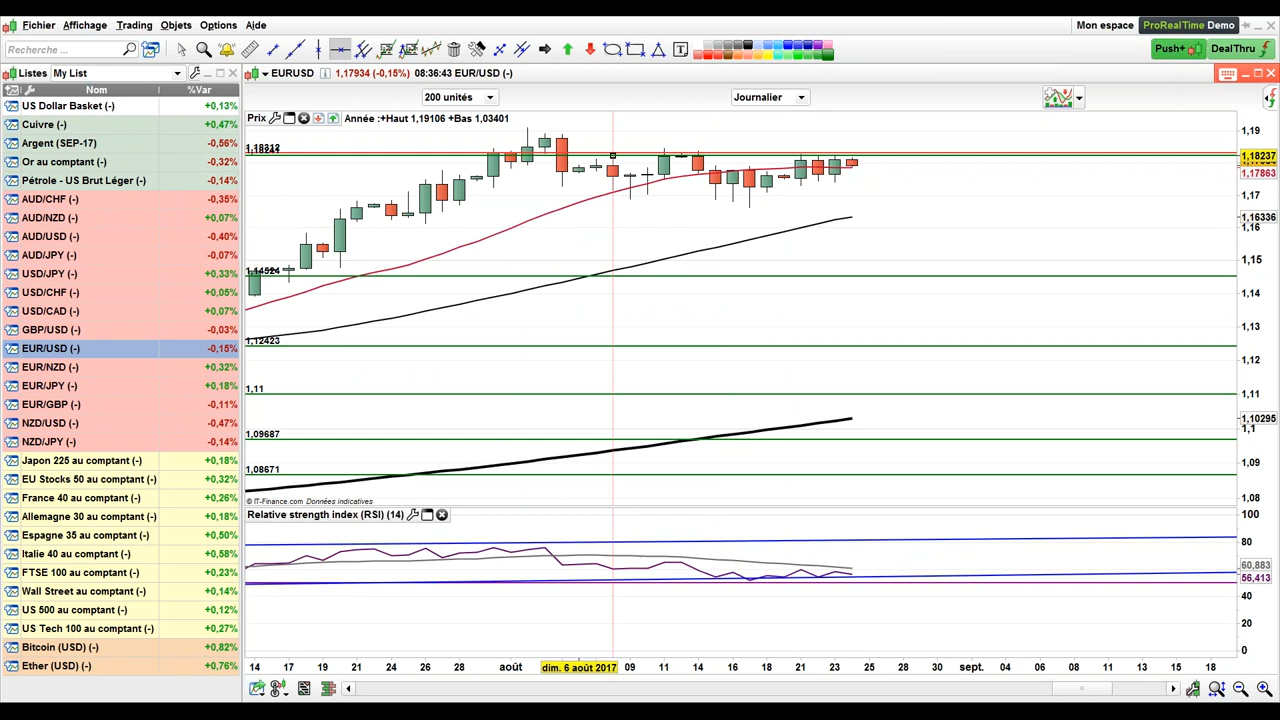 Fichier Affichage Trading Objets Options Aide Mon espace ProRealTime Demo
Recherche ... T Push+ DealThru
Listes My List EURUSD 1,17934 (-0,15%) 08:36:43 EUR/USD (-)
Nom %Var
200 unités Journalier
US Dollar Basket (-) +0,13%
Cuivre (-) +0,47%
Argent (SEP-17) -0,56%
Or au comptant (-) -0,32%
Pétrole - US Brut Léger (-) -0,14%
AUD/CHF (-) -0,35%
AUD/NZD (-) +0,07%
AUD/USD (-) -0,40%
AUD/JPY (-) -0,07%
USD/JPY (-) +0,33%
USD/CHF (-) +0,05%
USD/CAD (-) +0,07%
GBP/USD (-) -0,03%
EUR/USD (-) -0,15%
EUR/NZD (-) +0,32%
EUR/JPY (-) +0,18%
EUR/GBP (-) -0,11%
NZD/USD (-) -0,47%
NZD/JPY (-) -0,14%
Japon 225 au comptant (-) +0,18%
EU Stocks 50 au comptant (-) +0,32%
France 40 au comptant (-) +0,26%
Allemagne 30 au comptant (-) +0,18%
Espagne 35 au comptant (-) +0,50%
Italie 40 au comptant (-) +0,58%
FTSE 100 au comptant (-) +0,23%
Wall Street au comptant (-) +0,14%
US 500 au comptant (-) +0,12%
US Tech 100 au comptant (-) +0,27%
Bitcoin (USD) (-) +0,82%
Ether (USD) (-) +0,76%
Prix Année :+Haut 1,19106 +Bas 1,03401
1,19
1,18237
1,17863
1,17
1,16336
1,16
1,15
1,14524
1,14
1,13
1,12423
1,12
1,11 1,11
1,10295
1,1
1,09687
1,09
1,08671
1,08
© IT-Finance.com Données indicatives
Relative strength index (RSI) (14)
100
80
60,883
56,413
40
20
0
14 17 19 21 24 26 28 août dim. 6 août 2017 09 11 14 16 18 21 23 25 28 30 sept. 04 06 08 12 14 18